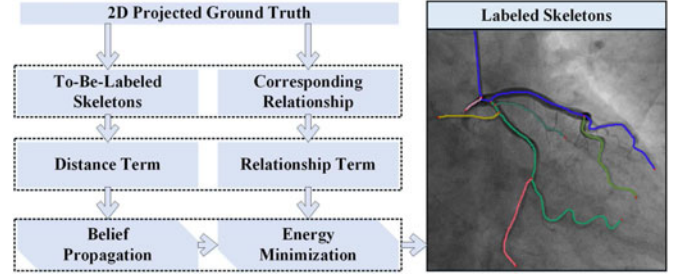 2D Projected Ground Truth
Labeled Skeletons
To-Be-Labeled
Skeletons
Corresponding
Relationship
Distance Term
Relationship Term
Belief
Propagation
Energy
Minimization